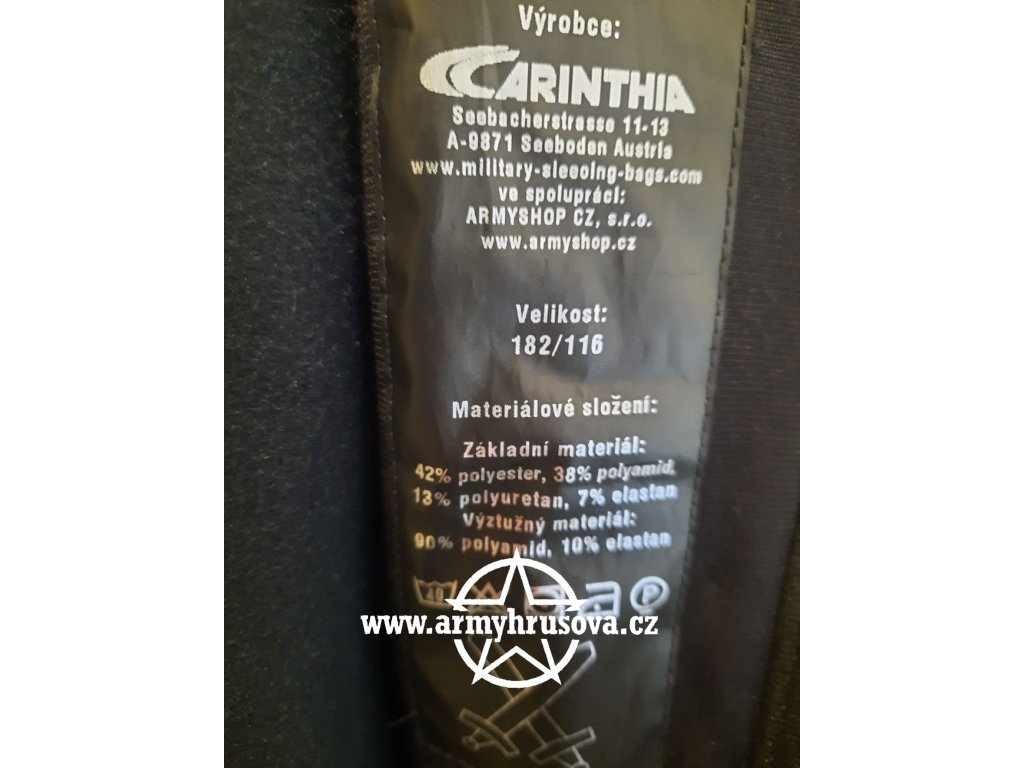 Výrobce:
CARINTHIA
Seebacherstrasse 11-13
A-9871 Seeboden Austria
www.military-sleeping-bags.com
ve spolupráci:
ARMYSHOP CZ, s.r.o.
www.armyshop.cz
Velikost:
182/116
Materiálové složení:
Základní materiál:
42% polyester, 38% polyamid,
13% polyuretan, 7% elastan
Výztužný materiál:
90% polyamid, 10% elastan
40 P
www.armyhrusova.cz